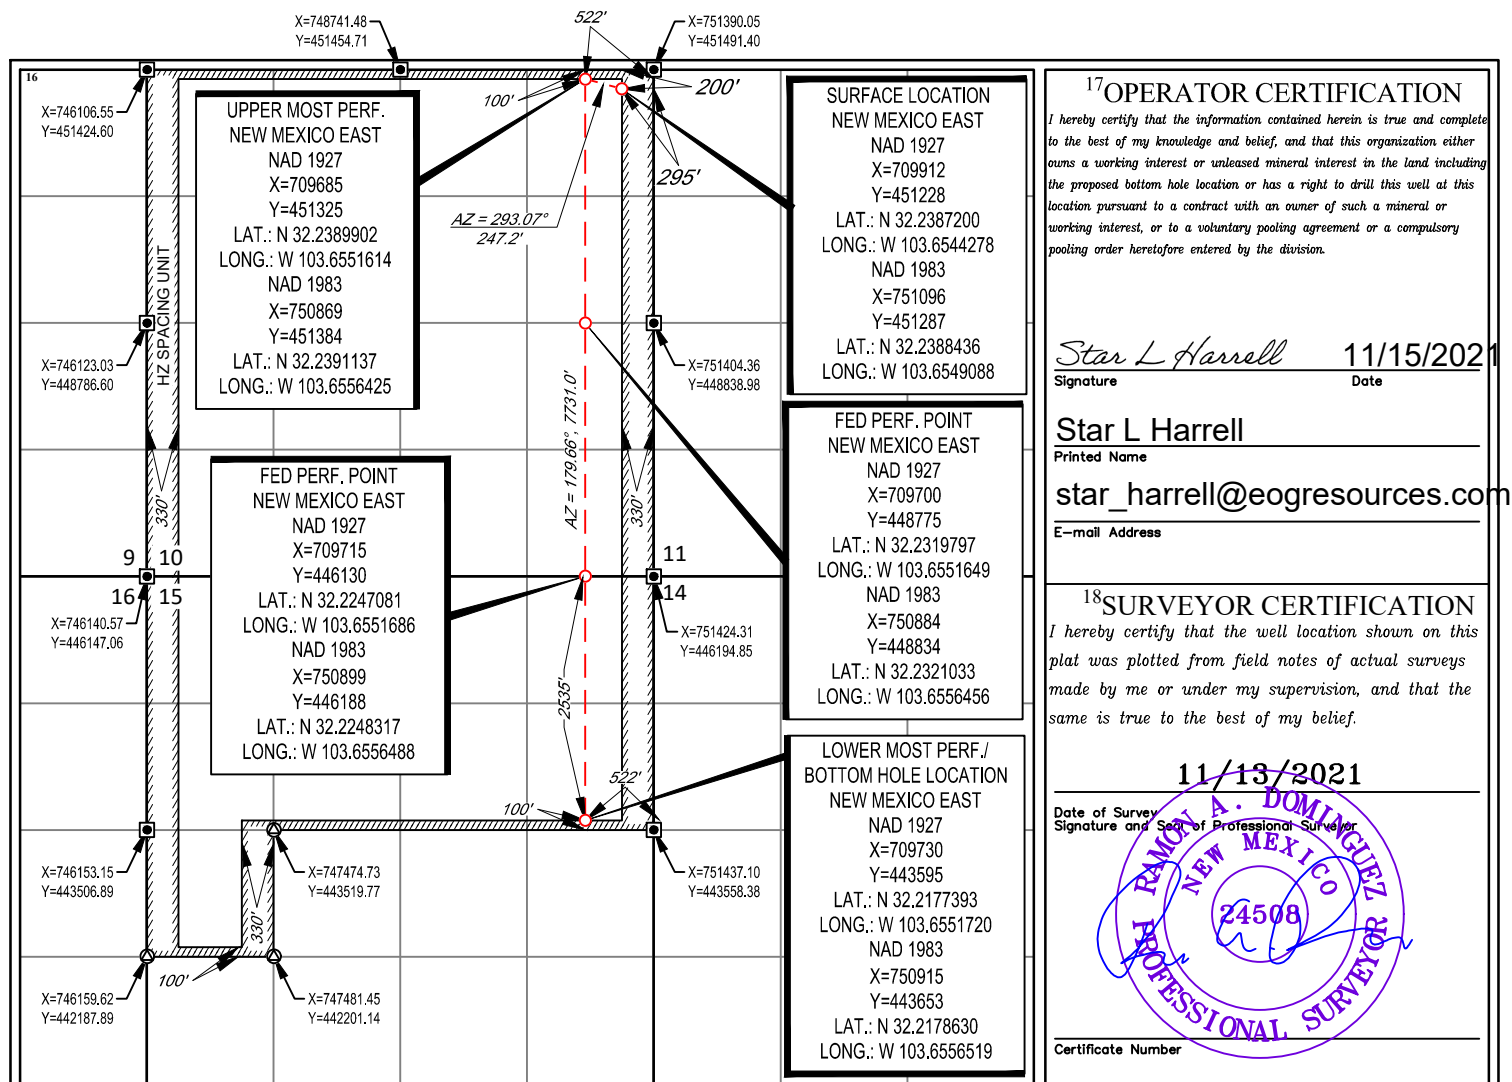 X=748741.48
Y=451454.71
522'
X=751390.05
Y=451491.40
16
X=746106.55
Y=451424.60
100'
200'
295'
AZ = 293.07°
247.2'
UPPER MOST PERF.
NEW MEXICO EAST
NAD 1927
X=709685
Y=451325
LAT.: N 32.2389902
LONG.: W 103.6551614
NAD 1983
X=750869
Y=451384
LAT.: N 32.2391137
LONG.: W 103.6556425
SURFACE LOCATION
NEW MEXICO EAST
NAD 1927
X=709912
Y=451228
LAT.: N 32.2387200
LONG.: W 103.6544278
NAD 1983
X=751096
Y=451287
LAT.: N 32.2388436
LONG.: W 103.6549088
HZ SPACING UNIT
X=746123.03
Y=448786.60
X=751404.36
Y=448838.98
AZ = 179.66°, 7731.0'
330'
330'
FED PERF. POINT
NEW MEXICO EAST
NAD 1927
X=709700
Y=448775
LAT.: N 32.2319797
LONG.: W 103.6551649
NAD 1983
X=750884
Y=448834
LAT.: N 32.2321033
LONG.: W 103.6556456
FED PERF. POINT
NEW MEXICO EAST
NAD 1927
X=709715
Y=446130
LAT.: N 32.2247081
LONG.: W 103.6551686
NAD 1983
X=750899
Y=446188
LAT.: N 32.2248317
LONG.: W 103.6556488
9 10
16 15
11
14
X=746140.57
Y=446147.06
X=751424.31
Y=446194.85
2535'
522'
100'
LOWER MOST PERF./
BOTTOM HOLE LOCATION
NEW MEXICO EAST
NAD 1927
X=709730
Y=443595
LAT.: N 32.2177393
LONG.: W 103.6551720
NAD 1983
X=750915
Y=443653
LAT.: N 32.2178630
LONG.: W 103.6556519
X=746153.15
Y=443506.89
X=747474.73
Y=443519.77
X=751437.10
Y=443558.38
330'
100'
X=746159.62
Y=442187.89
X=747481.45
Y=442201.14
17OPERATOR CERTIFICATION
I hereby certify that the information contained herein is true and complete
to the best of my knowledge and belief, and that this organization either
owns a working interest or unleased mineral interest in the land including
the proposed bottom hole location or has a right to drill this well at this
location pursuant to a contract with an owner of such a mineral or
working interest, or to a voluntary pooling agreement or a compulsory
pooling order heretofore entered by the division.
Star L Harrell 11/15/2021
Signature Date
Star L Harrell
Printed Name
star_harrell@eogresources.com
E-mail Address
18SURVEYOR CERTIFICATION
I hereby certify that the well location shown on this
plat was plotted from field notes of actual surveys
made by me or under my supervision, and that the
same is true to the best of my belief.
11/13/2021
Date of Survey
Signature and Seal of Professional Surveyor
RAMON A. DOMINGUEZ
NEW MEXICO
24508
PROFESSIONAL SURVEYOR
Certificate Number